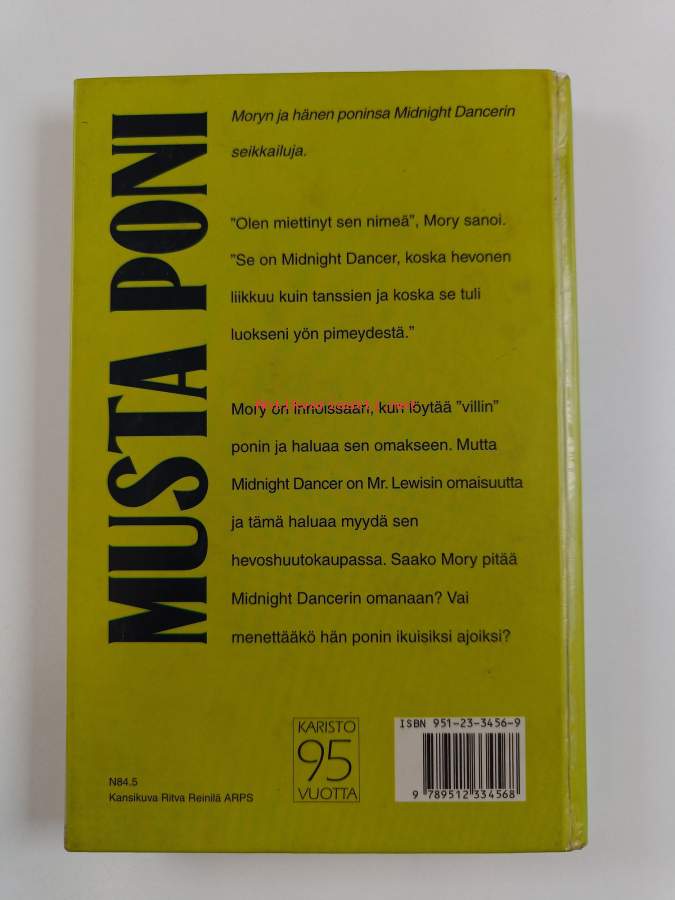 MUSTA PONI
Moryn ja hänen poninsa Midnight Dancerin
seikkailuja.
"Olen miettinyt sen nimeä", Mory sanoi.
"Se on Midnight Dancer, koska hevonen
liikkuu kuin tanssien ja koska se tuli
luokseni yön pimeydestä."
Mory on innoissaan, kun löytää "villin"
ponin ja haluaa sen omakseen. Mutta
Midnight Dancer on Mr. Lewisin omaisuutta
ja tämä haluaa myydä sen
hevoshuutokaupassa. Saako Mory pitää
Midnight Dancerin omanaan? Vai
menettääkö hän ponin ikuisiksi ajoiksi?
N84.5
Kansikuva Ritva Reinilä ARPS
KARISTO
95
VUOTTA
ISBN 951-23-3456-9
9 789512 334568